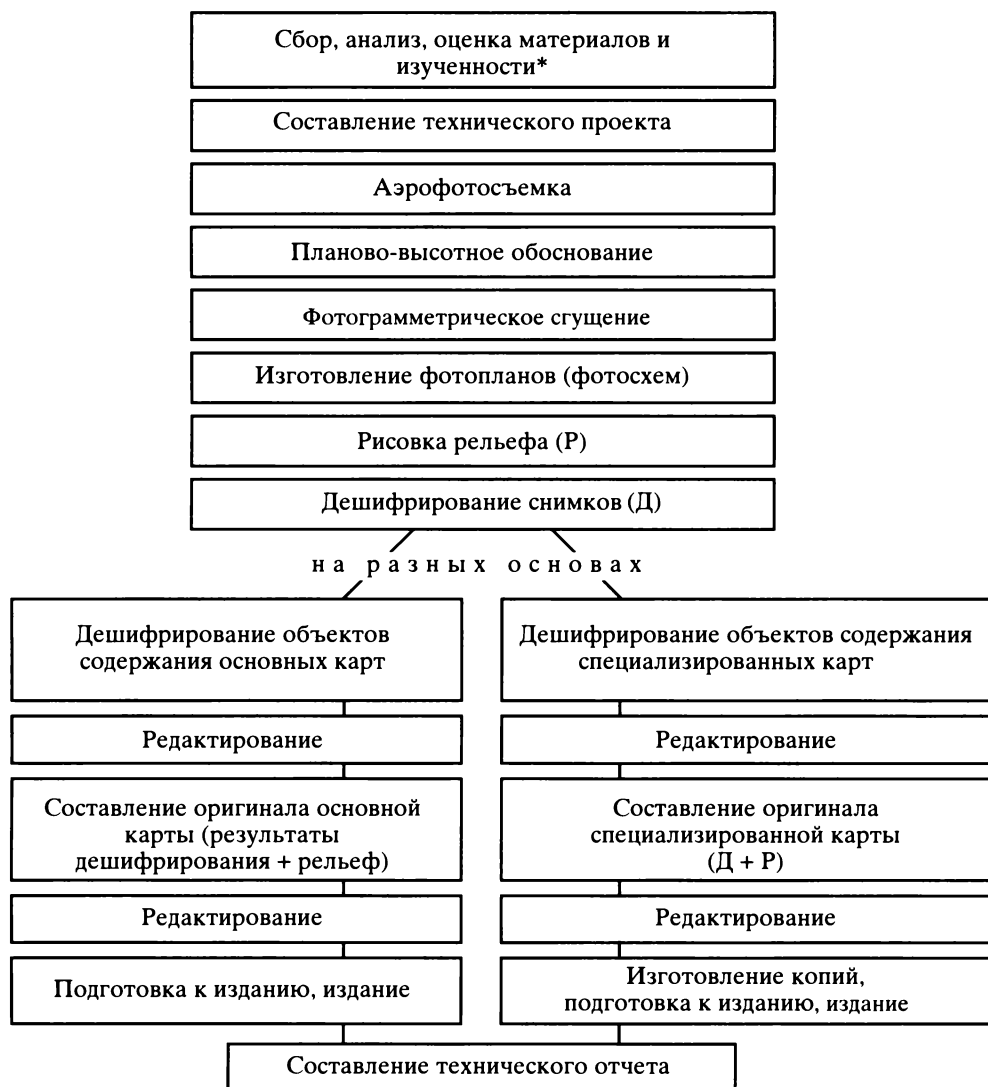 Сбор, анализ, оценка материалов и
изученности*
Составление технического проекта
Аэрофотосъемка
Планово-высотное обоснование
Фотограмметрическое сгущение
Изготовление фотопланов (фотосхем)
Рисовка рельефа (Р)
Дешифрирование снимков (Д)
на разных основах
Дешифрирование объектов
содержания основных карт
Дешифрирование объектов содержания
специализированных карт
Редактирование
Редактирование
Составление оригинала основной
карты (результаты
дешифрирования + рельеф)
Составление оригинала
специализированной карты
(Д + Р)
Редактирование
Редактирование
Подготовка к изданию, издание
Изготовление копий,
подготовка к изданию, издание
Составление технического отчета